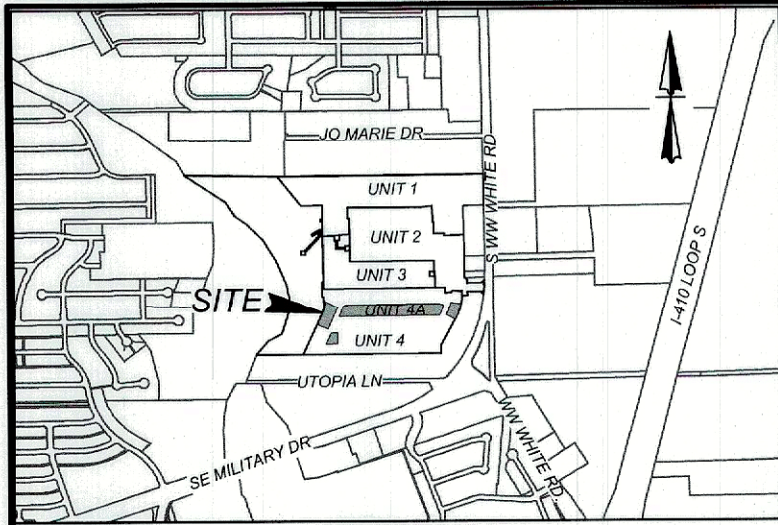 JO MARIE DR
S WW WHITE RD
UNIT 1
UNIT 2
UNIT 3
SITE
UNIT 4A
UNIT 4
I-410 LOOP S
UTOPIA LN
WW WHITE RD.
SE MILITARY DR